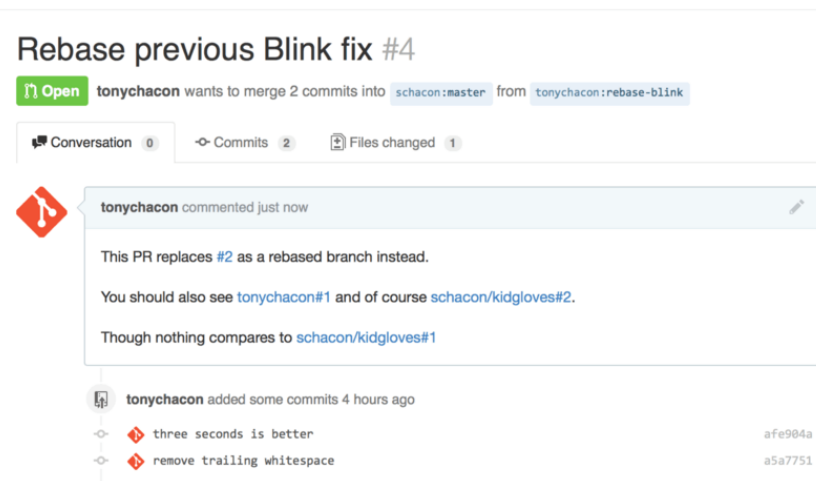 Rebase previous Blink fix #4
Open tonychacon wants to merge 2 commits into schacon:master from tonychacon:rebase-blink
Conversation 0 Commits 2 Files changed 1
tonychacon commented just now
This PR replaces #2 as a rebased branch instead.
You should also see tonychacon#1 and of course schacon/kidgloves#2.
Though nothing compares to schacon/kidgloves#1
tonychacon added some commits 4 hours ago
three seconds is better afe904a
remove trailing whitespace a5a7751